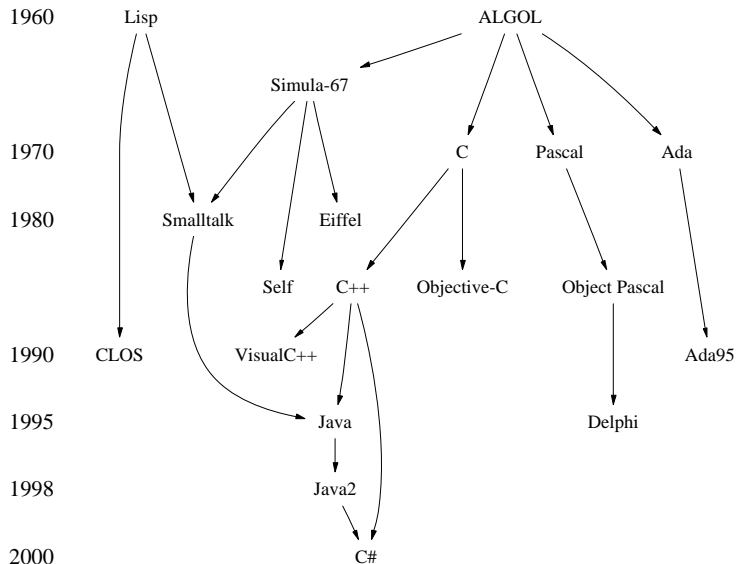 1960 Lisp ALGOL
Simula-67
1970 C Pascal Ada
1980 Smalltalk Eiffel
Self C++ Objective-C Object Pascal
1990 CLOS VisualC++ Ada95
1995 Java Delphi
1998 Java2
2000 C#